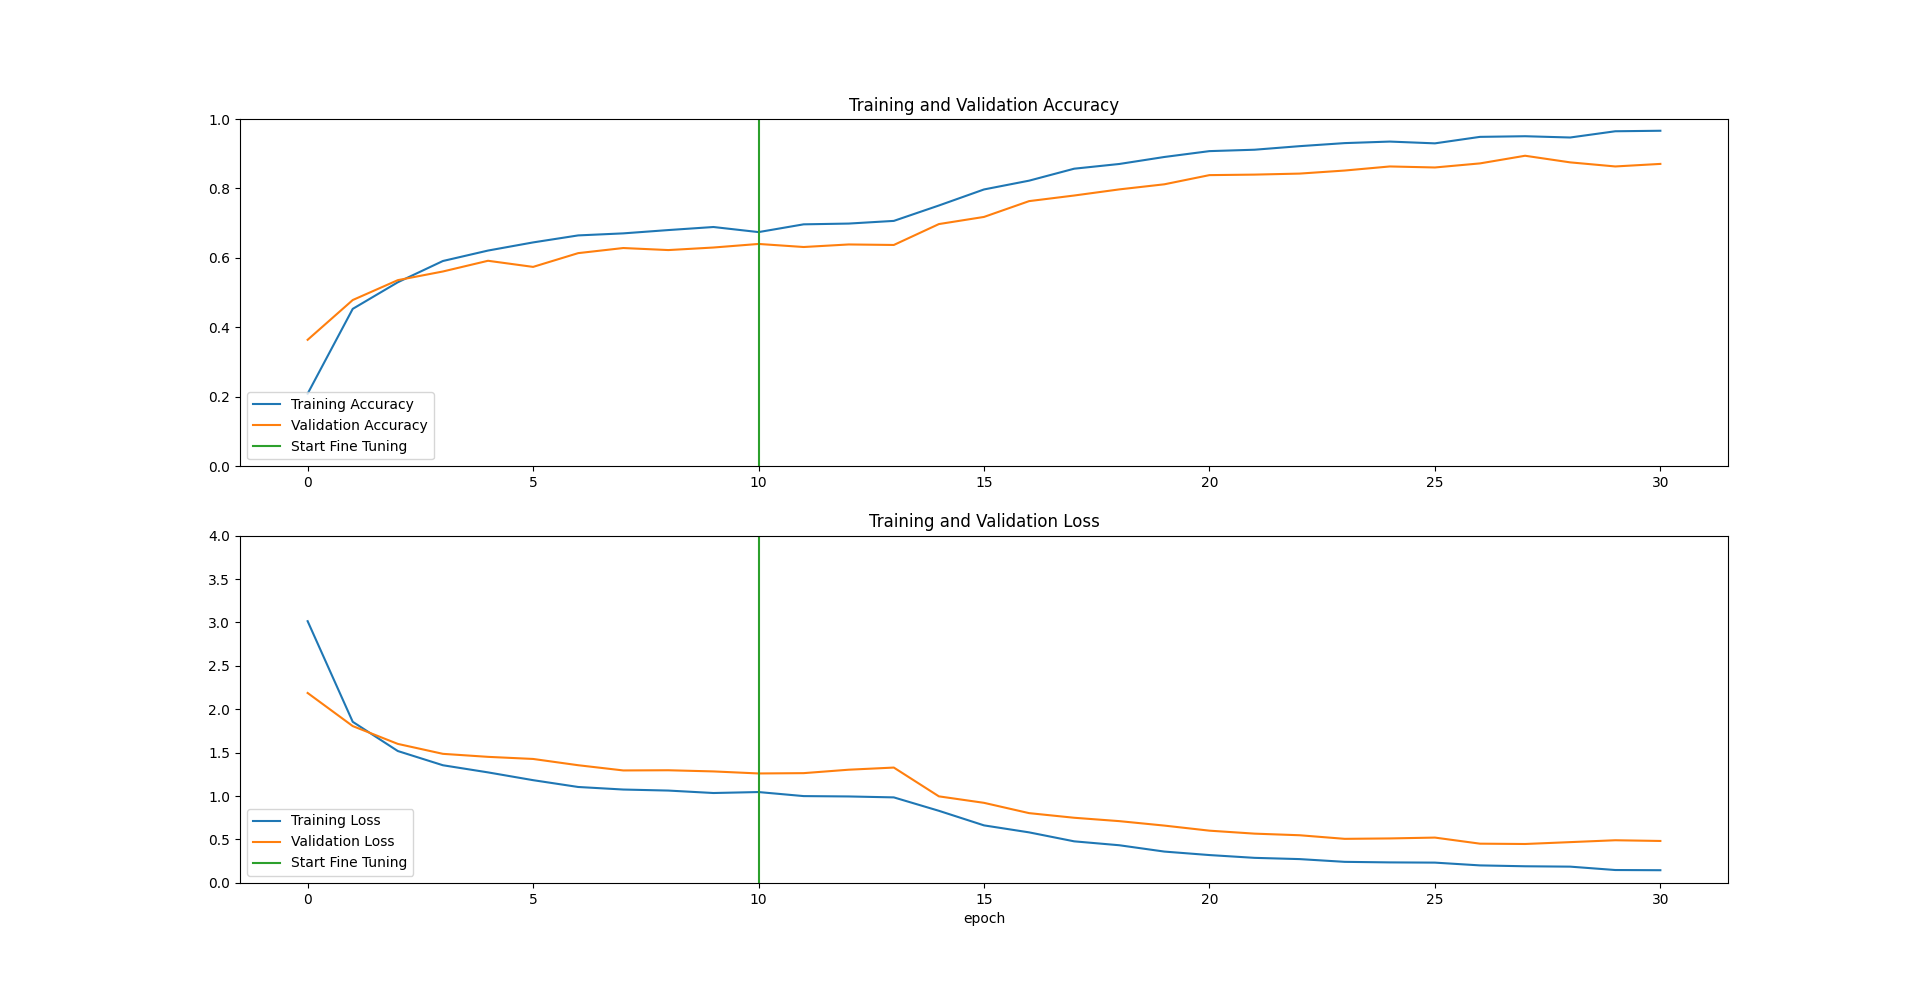 Training and Validation Accuracy
1.0
0.8
0.6
0.4
0.2
0.0
Training Accuracy
Validation Accuracy
Start Fine Tuning
0 5 10 15 20 25 30
Training and Validation Loss
4.0
3.5
3.0
2.5
2.0
1.5
1.0
0.5
0.0
Training Loss
Validation Loss
Start Fine Tuning
0 5 10 15 20 25 30
epoch